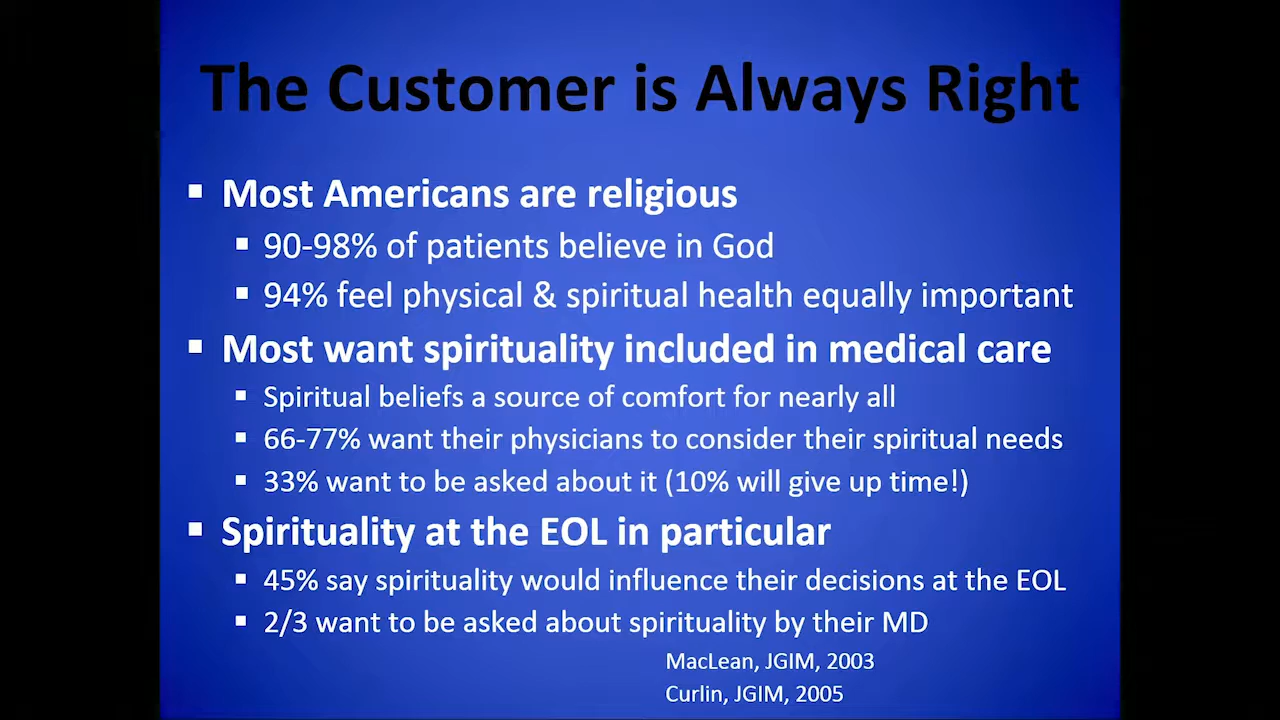 The Customer is Always Right
▪ Most Americans are religious
▪ 90-98% of patients believe in God
▪ 94% feel physical & spiritual health equally important
▪ Most want spirituality included in medical care
▪ Spiritual beliefs a source of comfort for nearly all
▪ 66-77% want their physicians to consider their spiritual needs
▪ 33% want to be asked about it (10% will give up time!)
▪ Spirituality at the EOL in particular
▪ 45% say spirituality would influence their decisions at the EOL
▪ 2/3 want to be asked about spirituality by their MD
MacLean, JGIM, 2003
Curlin, JGIM, 2005